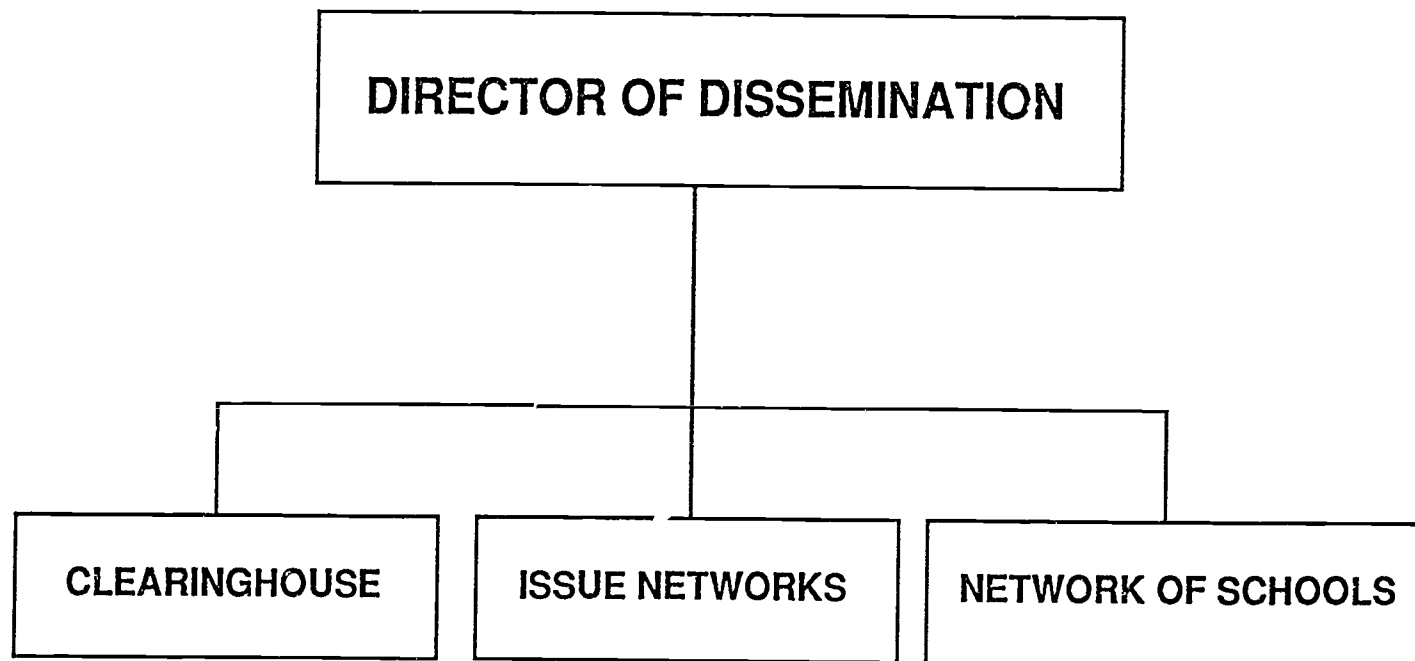 DIRECTOR OF DISSEMINATION
CLEARINGHOUSE
ISSUE NETWORKS
NETWORK OF SCHOOLS